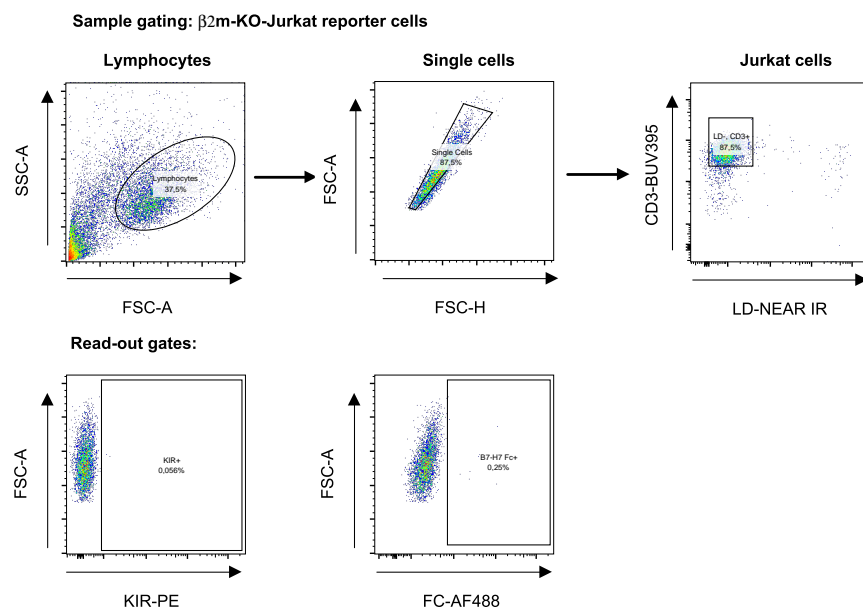 Sample gating: β2m-KO-Jurkat reporter cells
Lymphocytes
Single cells
Jurkat cells
SSC-A
Lymphocytes
37,5%
FSC-A
FSC-A
Single Cells
87,5%
FSC-H
CD3-BUV395
LD-, CD3+
87,5%
LD-NEAR IR
Read-out gates:
FSC-A
KIR+
0,056%
KIR-PE
FSC-A
B7-H7 Fc+
0,25%
FC-AF488